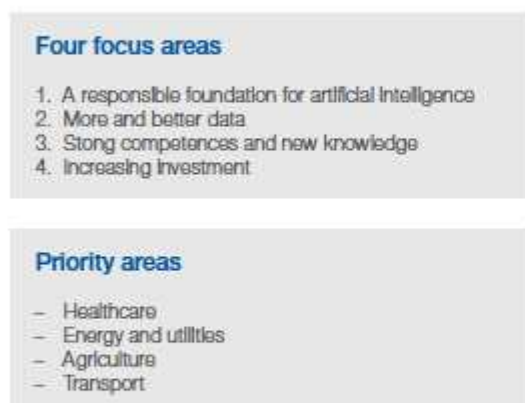 Four focus areas
1. A responsible foundation for artificial intelligence
2. More and better data
3. Stong competences and new knowledge
4. Increasing investment
Priority areas
– Healthcare
– Energy and utilities
– Agriculture
– Transport